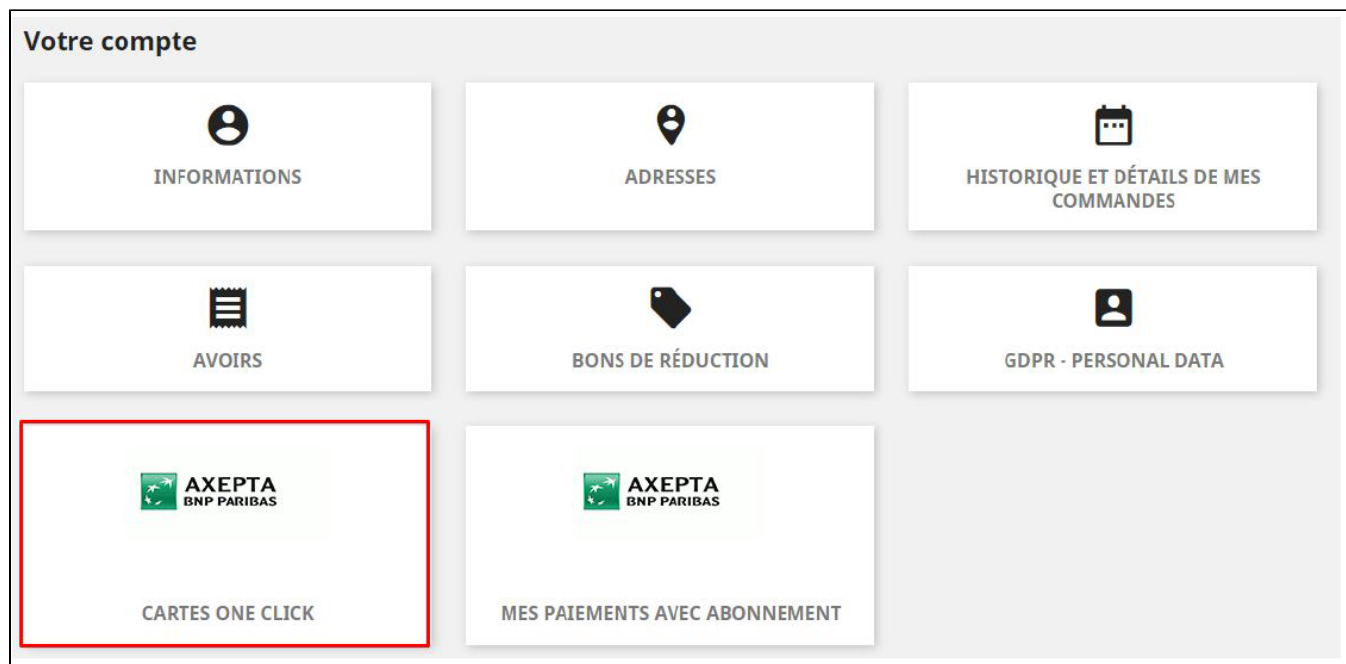 Votre compte
INFORMATIONS
ADRESSES
HISTORIQUE ET DÉTAILS DE MES
COMMANDES
AVOIRS
BONS DE RÉDUCTION
GDPR - PERSONAL DATA
AXEPTA
BNP PARIBAS
CARTES ONE CLICK
AXEPTA
BNP PARIBAS
MES PAIEMENTS AVEC ABONNEMENT